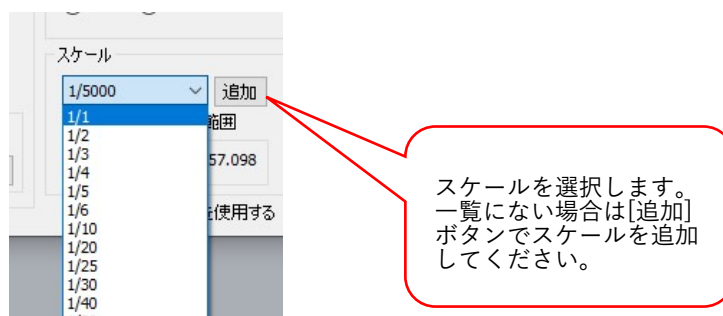 スケール
1/5000 追加
1/1
範囲
1/2
1/3
57.098
1/4
1/5
1/6
を使用する
1/10
1/20
1/25
1/30
1/40
スケールを選択します。
一覧にない場合は[追加]
ボタンでスケールを追加
してください。